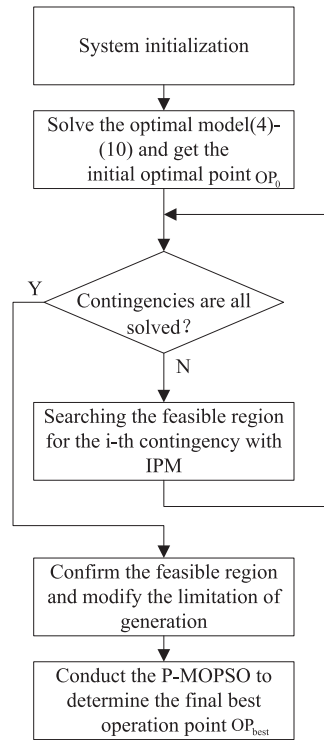 System initialization
Solve the optimal model(4)-
(10) and get the
initial optimal point OP0
Y
Contingencies are all
solved?
N
Searching the feasible region
for the i-th contingency with
IPM
Confirm the feasible region
and modify the limitation of
generation
Conduct the P-MOPSO to
determine the final best
operation point OPbest